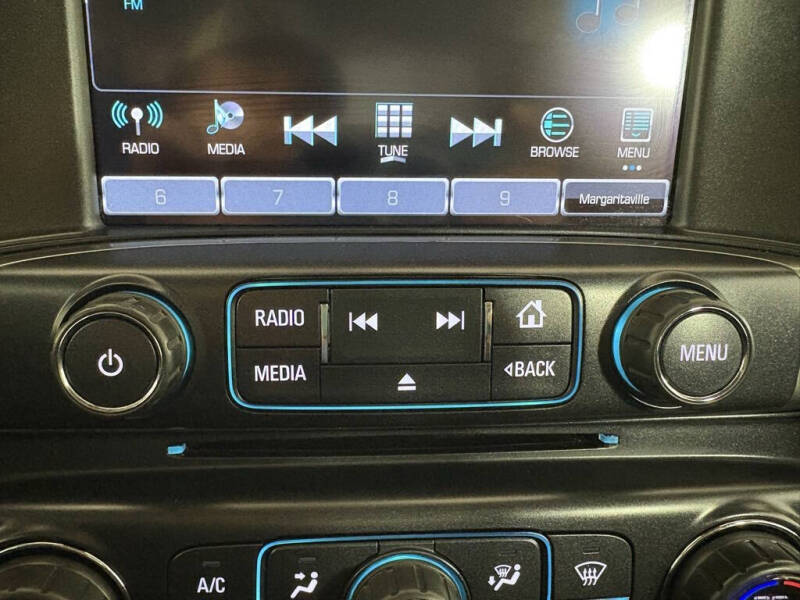 FM
RADIO MEDIA TUNE BROWSE MENU
6 7 8 9 Margaritaville
RADIO MENU
MEDIA BACK
A/C